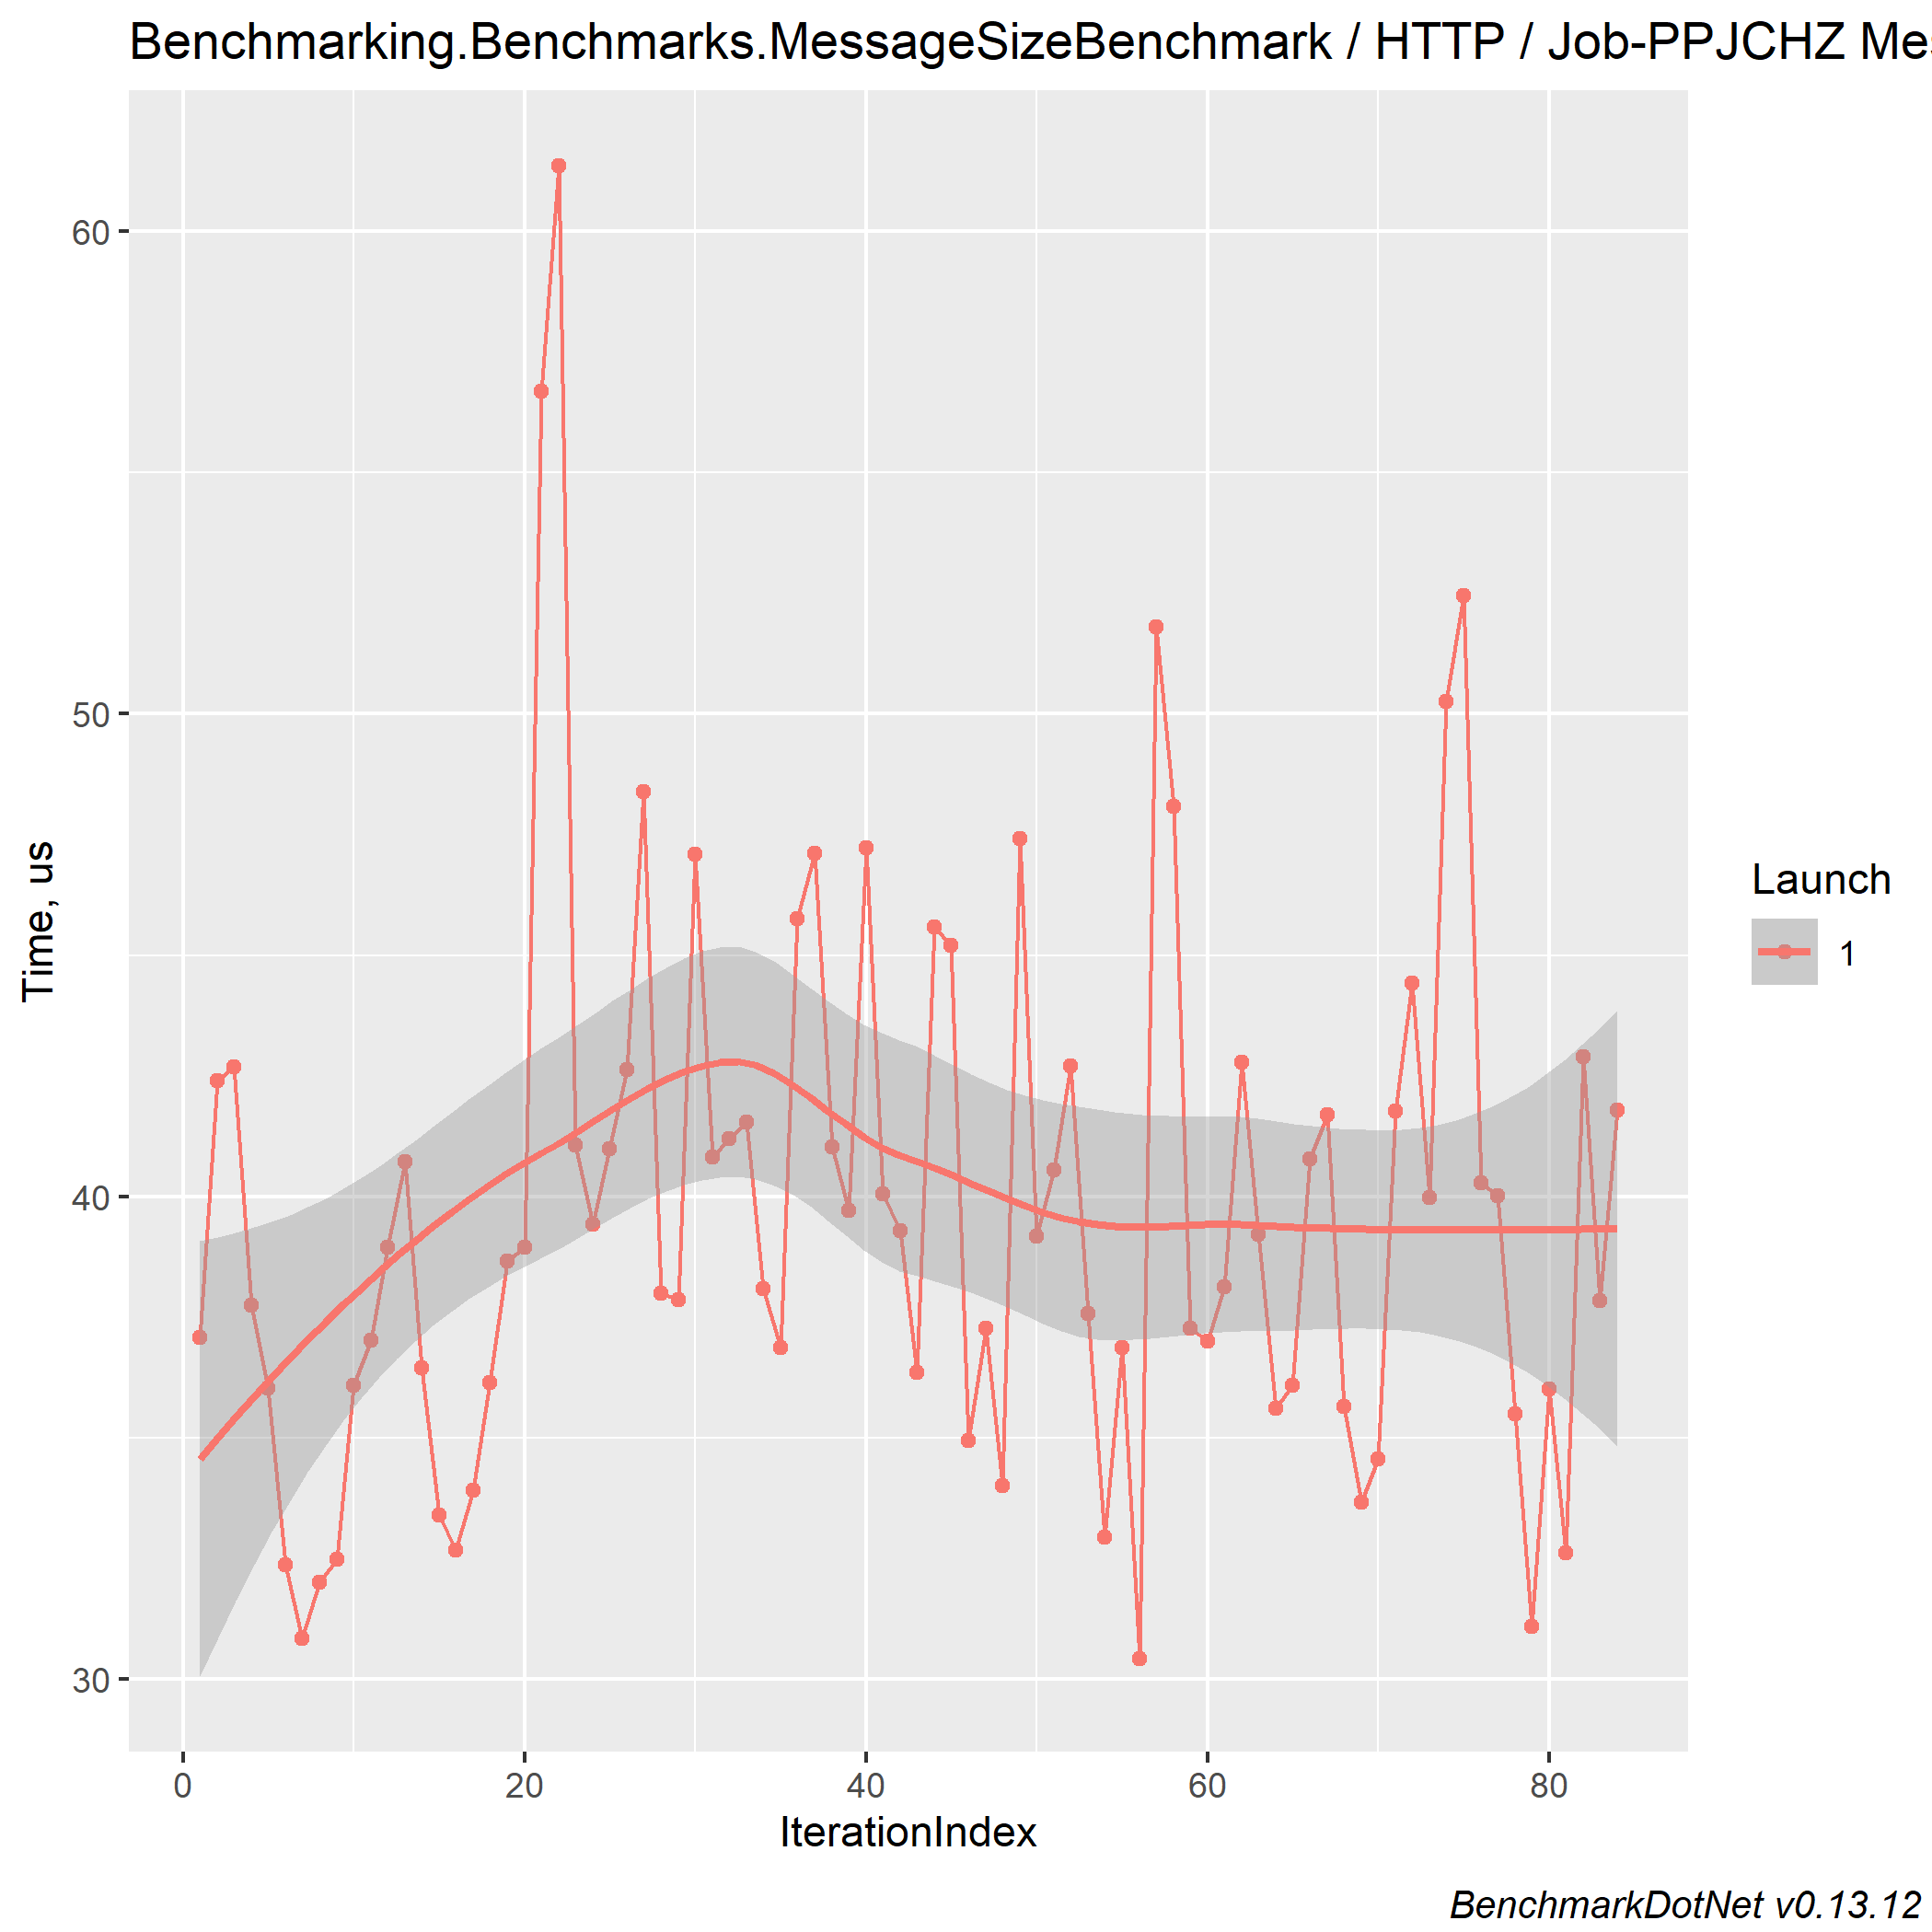 Benchmarking.Benchmarks.MessageSizeBenchmark / HTTP / Job-PPJCHZ Mes
60
50
40
30
Time, us
0 20 40 60 80
IterationIndex
Launch
1
BenchmarkDotNet v0.13.12